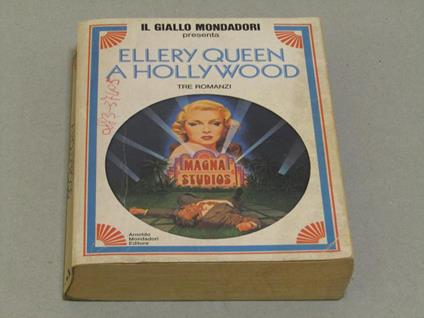 IL GIALLO MONDADORI
presenta
ELLERY QUEEN
A HOLLYWOOD
TRE ROMANZI
MAGNA
STUDIOS
Arnoldo
Mondadori
Editore